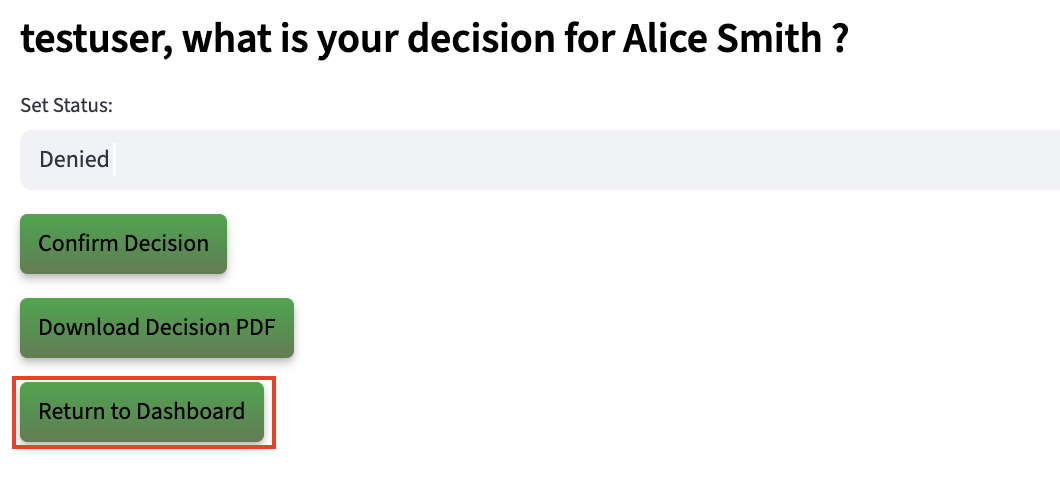 testuser, what is your decision for Alice Smith ?
Set Status:
Denied
Confirm Decision
Download Decision PDF
Return to Dashboard